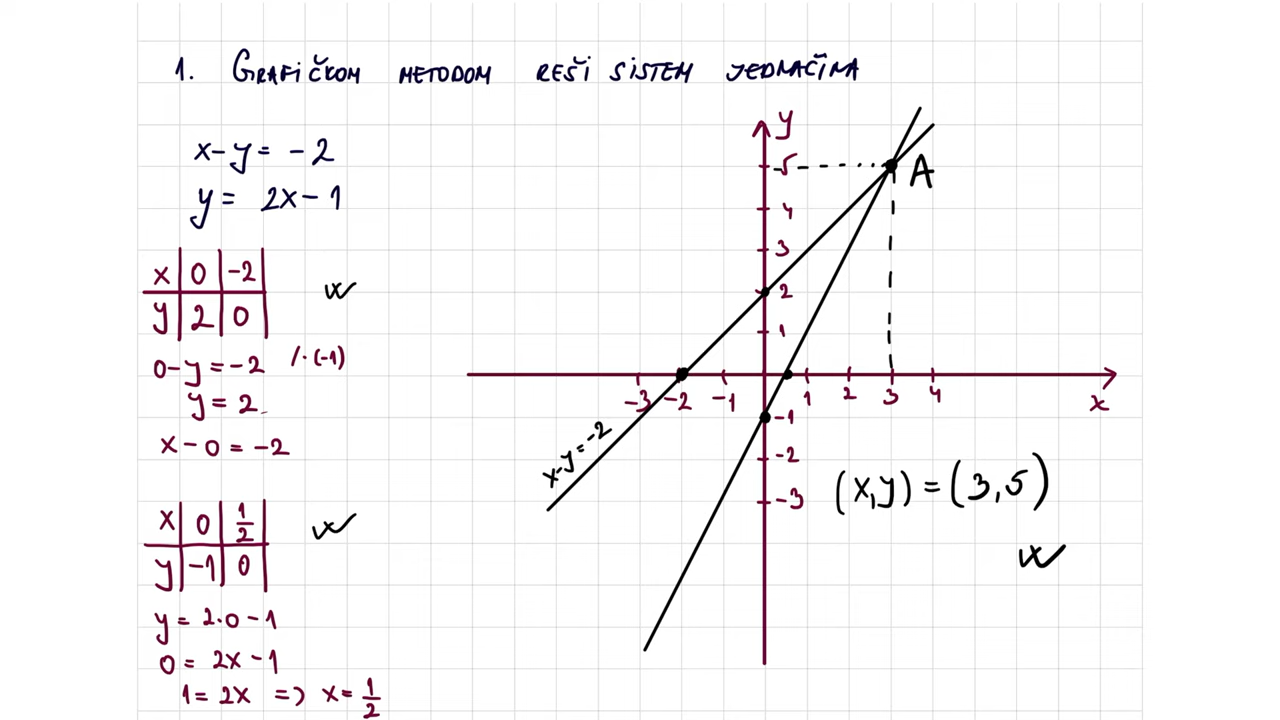 1. GRAFIČKOM METODOM REŠI SISTEM JEDNAČINA
x-y = -2
y = 2x-1
x 0 -2
y 2 0
0-y = -2 /·(-1)
y = 2
x-0 = -2
x 0 1/2
y -1 0
y = 2·0-1
0 = 2x-1
1 = 2x => x = 1/2
y
5
A
4
3
2
1
-3 -2 -1 1 2 3 4
x
-1
-2
-3
x-y=-2
(x,y) = (3,5)